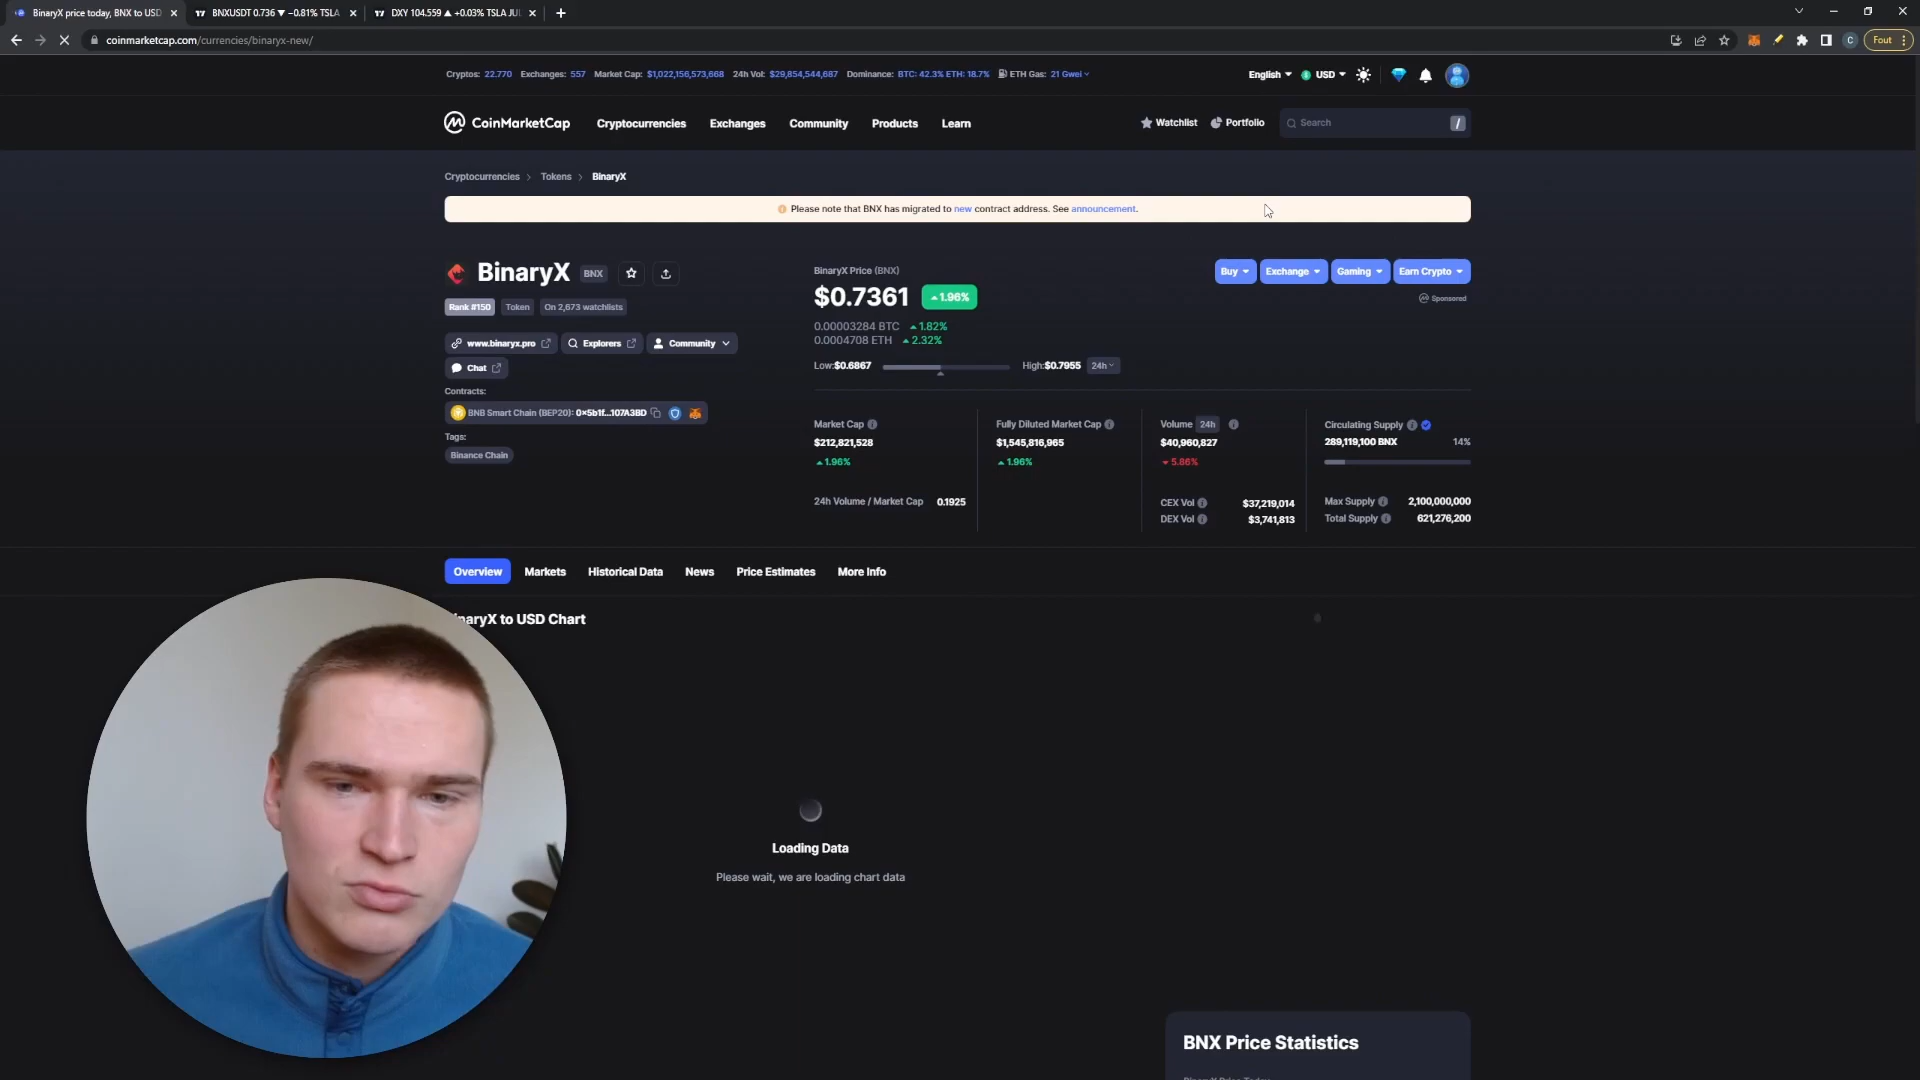 BinaryX price today, BNX to USD
BNXUSDT 0.736 ▼ −0.81% TSLA
DXY 104.559 ▲ +0.03% TSLA JUL
coinmarketcap.com/currencies/binaryx-new/
C
Fout
Cryptos: 22.770 Exchanges: 557 Market Cap: $1,022,156,573,668 24h Vol: $29,854,544,687 Dominance: BTC: 42.3% ETH: 18.7% ETH Gas: 21 Gwei
English USD
CoinMarketCap Cryptocurrencies Exchanges Community Products Learn Watchlist Portfolio Search /
Cryptocurrencies > Tokens > BinaryX
Please note that BNX has migrated to new contract address. See announcement.
BinaryX BNX
Rank #150 Token On 2,673 watchlists
www.binaryx.pro Explorers Community
Chat
Contracts:
BNB Smart Chain (BEP20): 0x5b1f...107A3BD
Tags:
Binance Chain
BinaryX Price (BNX)
$0.7361 1.96%
0.00003284 BTC 1.82%
0.0004708 ETH 2.32%
Low:$0.6867 High:$0.7955 24h
Buy Exchange Gaming Earn Crypto
Sponsored
Market Cap
$212,821,528
1.96%
24h Volume / Market Cap 0.1925
Fully Diluted Market Cap
$1,545,816,965
1.96%
Volume 24h
$40,960,827
5.86%
CEX Vol $37,219,014
DEX Vol $3,741,813
Circulating Supply
289,119,100 BNX 14%
Max Supply 2,100,000,000
Total Supply 621,276,200
Overview Markets Historical Data News Price Estimates More Info
inaryX to USD Chart
Loading Data
Please wait, we are loading chart data
BNX Price Statistics
BinaryX Price Today